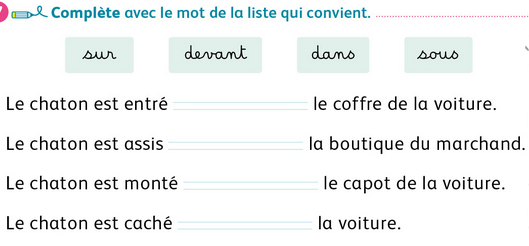 Complète avec le mot de la liste qui convient.
sur devant dans sous
Le chaton est entré le coffre de la voiture.
Le chaton est assis la boutique du marchand.
Le chaton est monté le capot de la voiture.
Le chaton est caché la voiture.